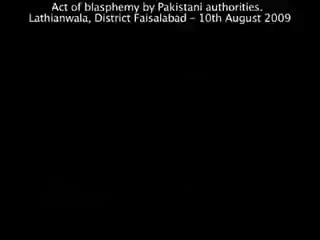 Act of blasphemy by Pakistani authorities.
Lathianwala, District Faisalabad - 10th August 2009